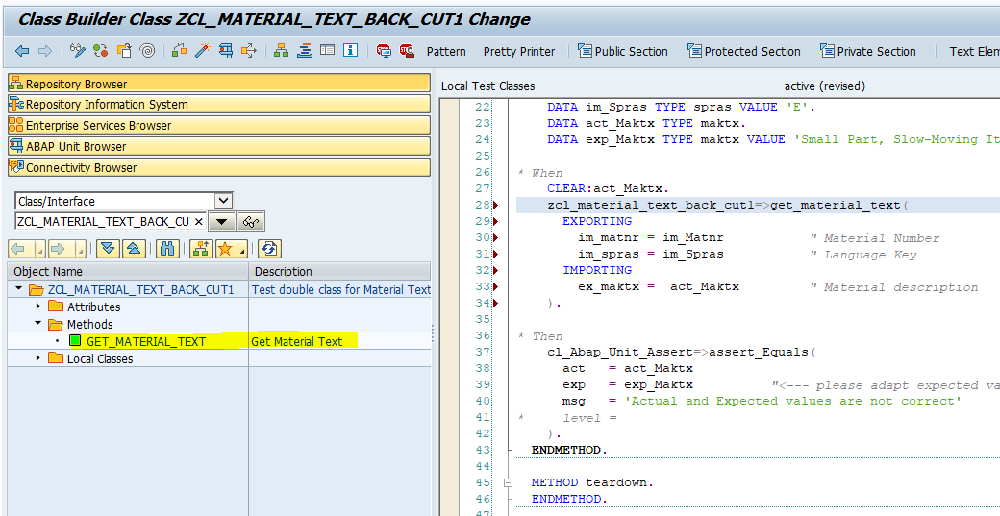 Class Builder Class ZCL_MATERIAL_TEXT_BACK_CUT1 Change
Pattern Pretty Printer Public Section Protected Section Private Section Text Elem
Repository Browser
Repository Information System
Enterprise Services Browser
ABAP Unit Browser
Connectivity Browser
Class/Interface
ZCL_MATERIAL_TEXT_BACK_CU
Object Name Description
ZCL_MATERIAL_TEXT_BACK_CUT1 Test double class for Material Text
Attributes
Methods
GET_MATERIAL_TEXT Get Material Text
Local Classes
Local Test Classes active (revised)
22 DATA im_Spras TYPE spras VALUE 'E'.
23 DATA act_Maktx TYPE maktx.
24 DATA exp_Maktx TYPE maktx VALUE 'Small Part, Slow-Moving It
25
26 * When
27 CLEAR:act_Maktx.
28 zcl_material_text_back_cut1=>get_material_text(
29 EXPORTING
30 im_matnr = im_Matnr " Material Number
31 im_spras = im_Spras " Language Key
32 IMPORTING
33 ex_maktx = act_Maktx " Material description
34 ).
35
36 * Then
37 cl_Abap_Unit_Assert=>assert_Equals(
38 act = act_Maktx
39 exp = exp_Maktx "<--- please adapt expected va
40 msg = 'Actual and Expected values are not correct'
41 * level =
42 ).
43 ENDMETHOD.
44
45 METHOD teardown.
46 ENDMETHOD.
47